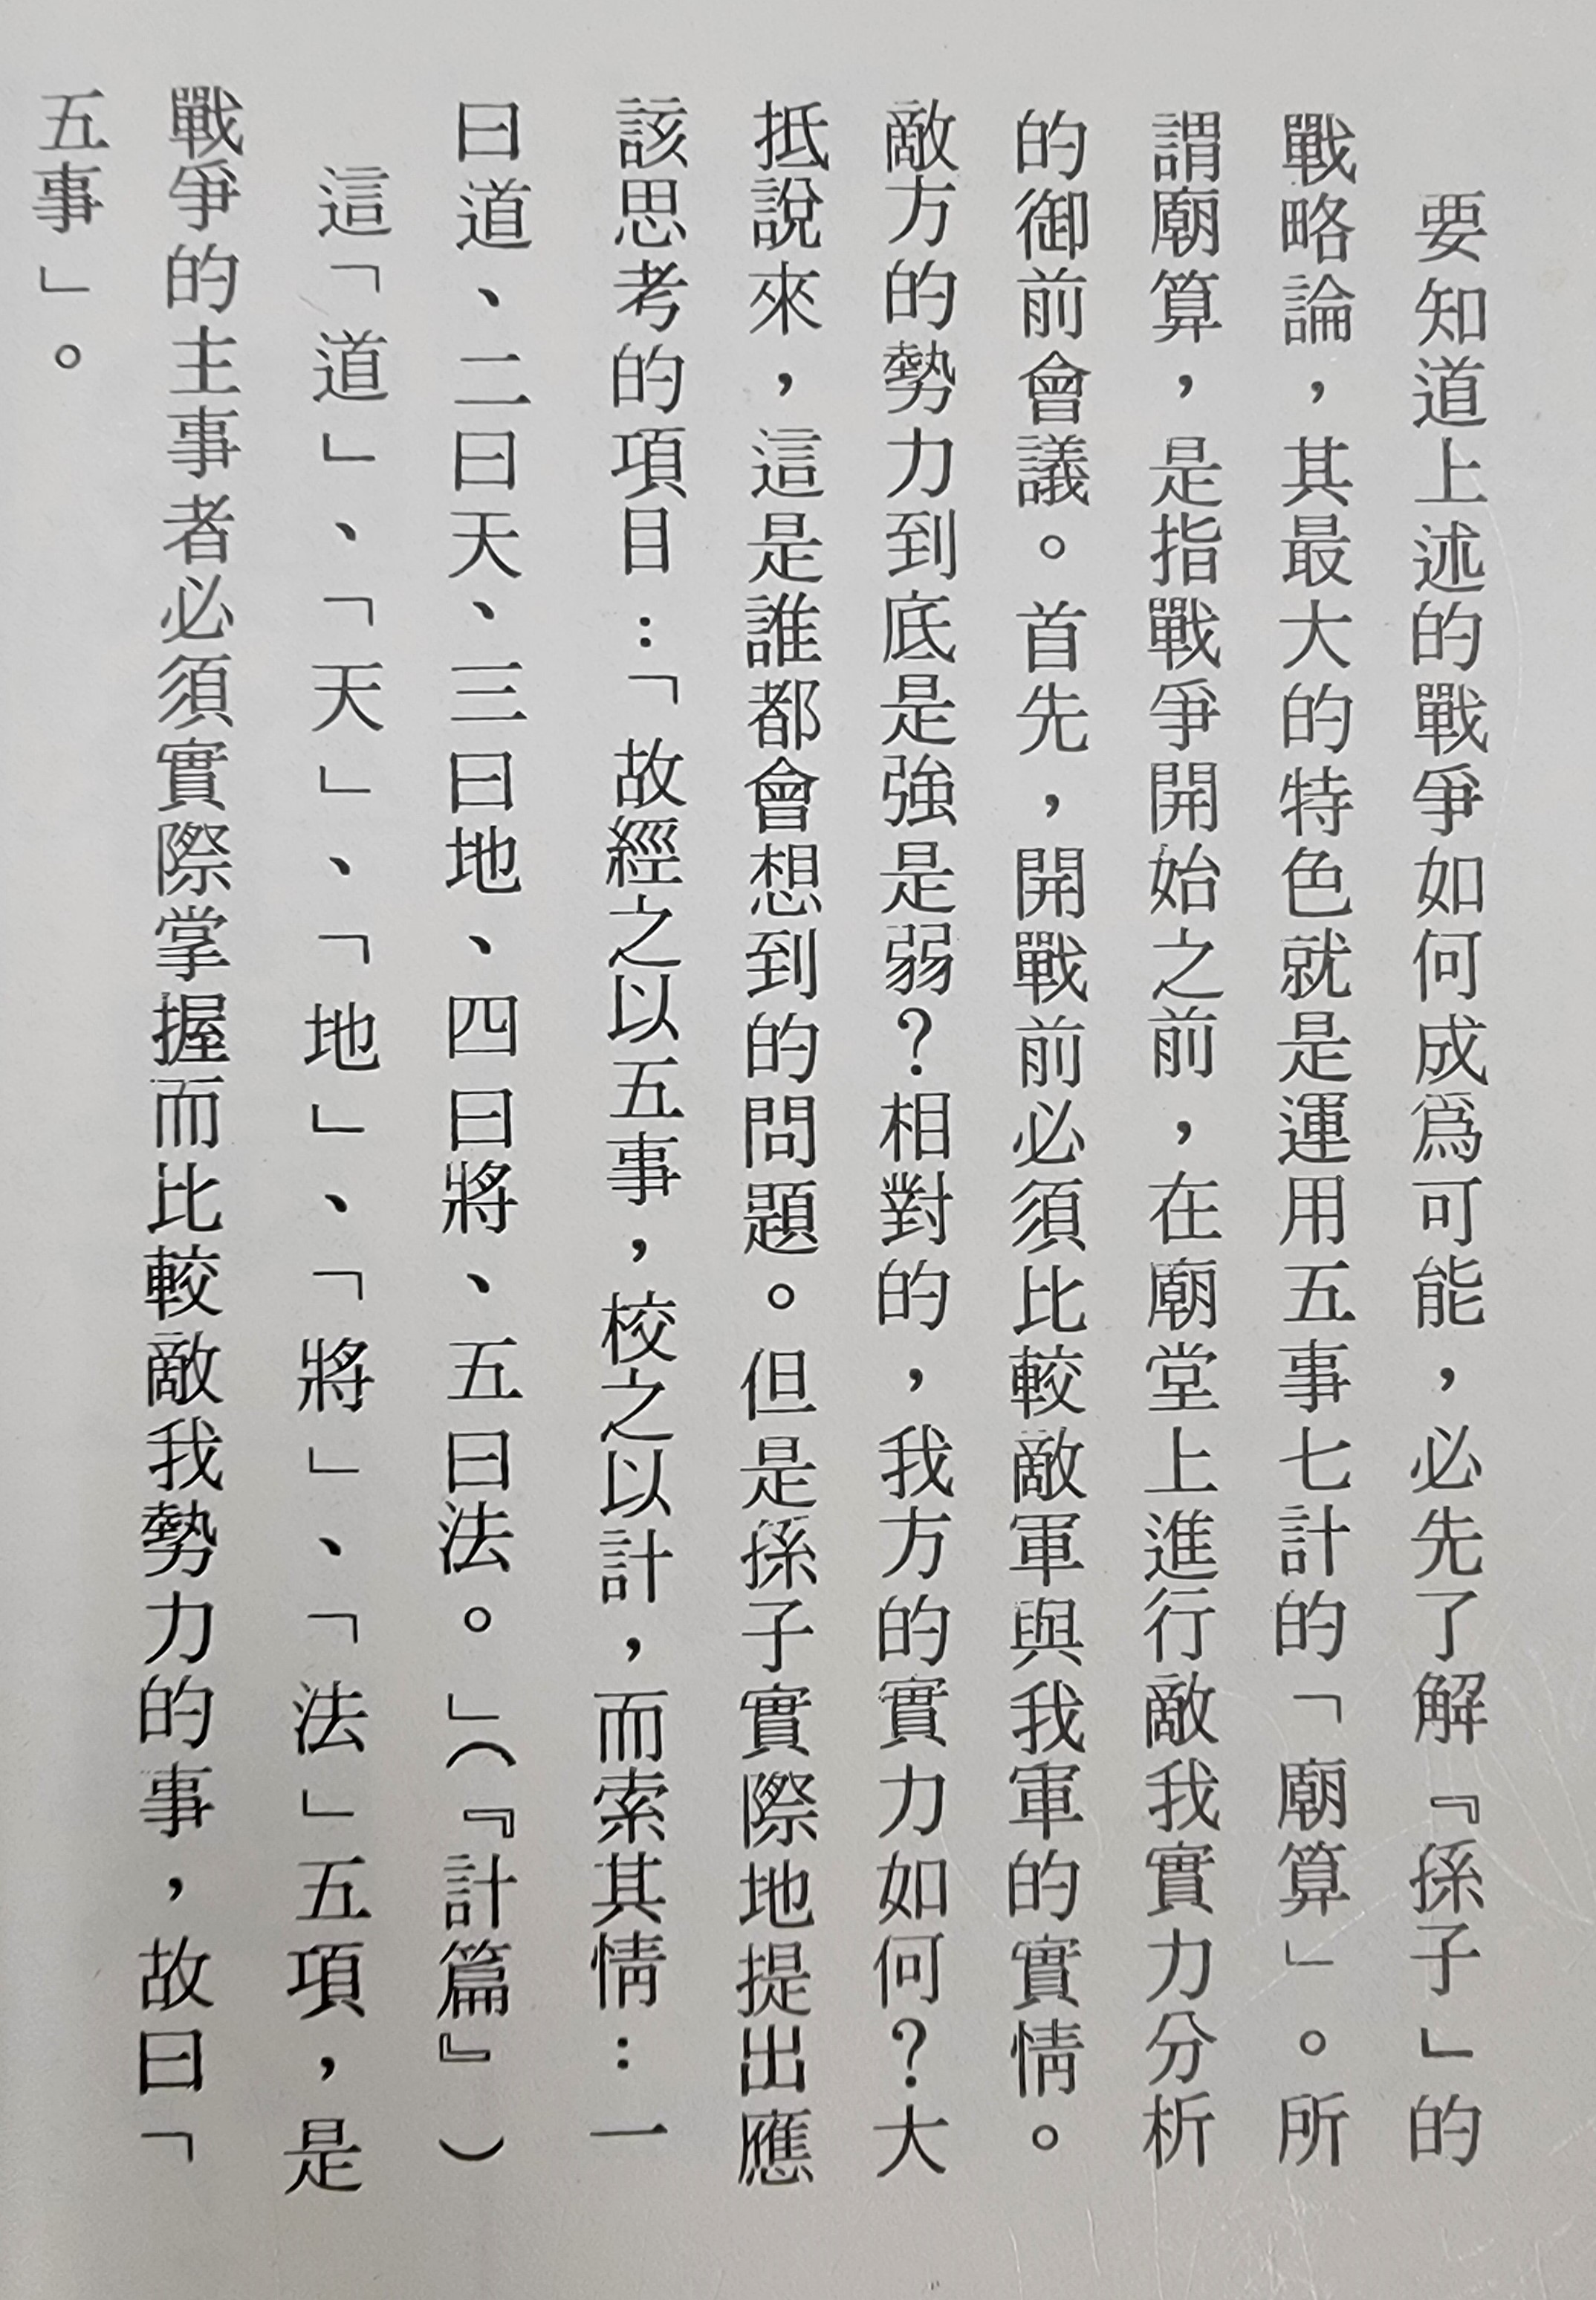 要知道上述的戰爭如何成爲可能，必先了解『孫子」的
戰略論，其最大的特色就是運用五事七計的「廟算」。所
謂廟算，是指戰爭開始之前，在廟堂上進行敵我實力分析
的御前會議。首先，開戰前必須比較敵軍與我軍的實情。
敵方的勢力到底是強是弱？相對的，我方的實力如何？大
抵說來，這是誰都會想到的問題。但是孫子實際地提出應
該思考的項目：「故經之以五事，校之以計，而索其情：一
曰道、二曰天、三曰地、四曰將、五曰法。」（『計篇』）
這「道」、「天」、「地」、「將」、「法」五項，是
戰爭的主事者必須實際掌握而比較敵我勢力的事，故曰「
五事」。